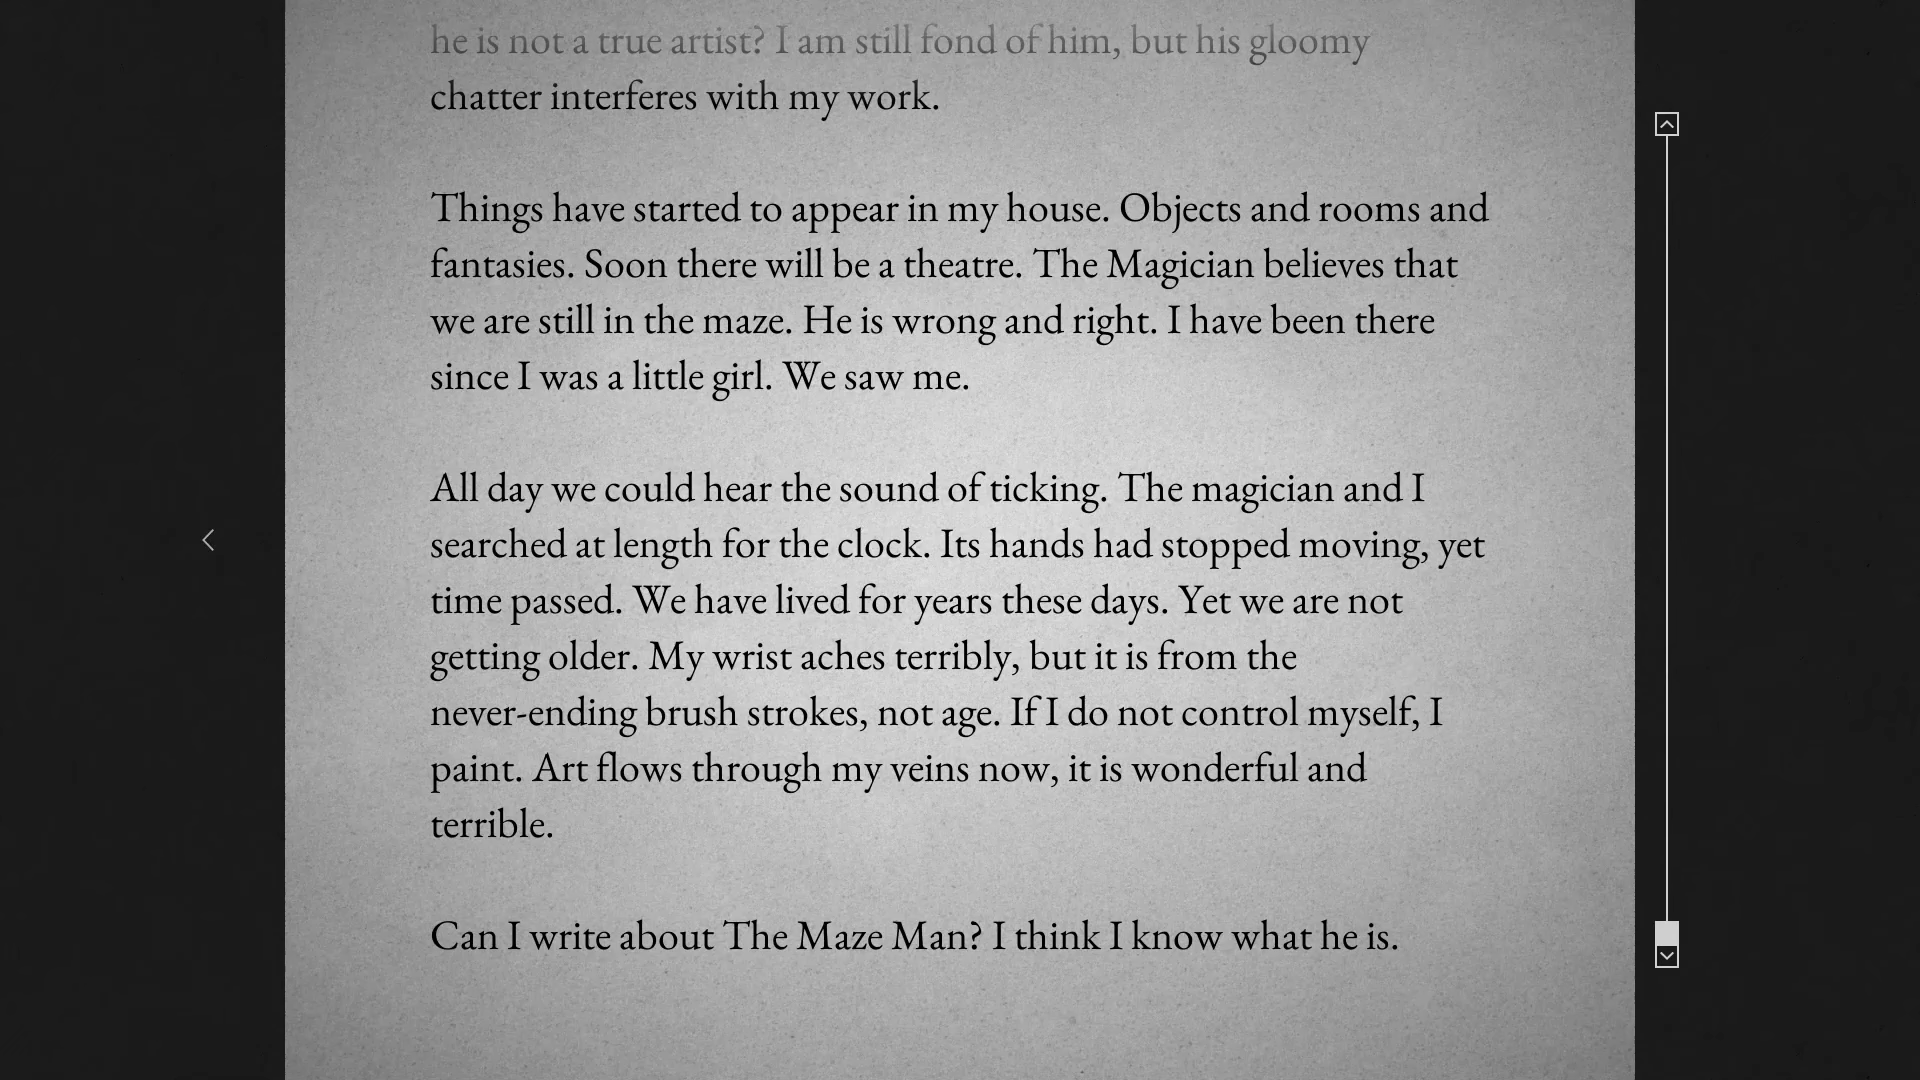 he is not a true artist? I am still fond of him, but his gloomy
chatter interferes with my work.
Things have started to appear in my house. Objects and rooms and
fantasies. Soon there will be a theatre. The Magician believes that
we are still in the maze. He is wrong and right. I have been there
since I was a little girl. We saw me.
All day we could hear the sound of ticking. The magician and I
searched at length for the clock. Its hands had stopped moving, yet
time passed. We have lived for years these days. Yet we are not
getting older. My wrist aches terribly, but it is from the
never-ending brush strokes, not age. If I do not control myself, I
paint. Art flows through my veins now, it is wonderful and
terrible.
Can I write about The Maze Man? I think I know what he is.